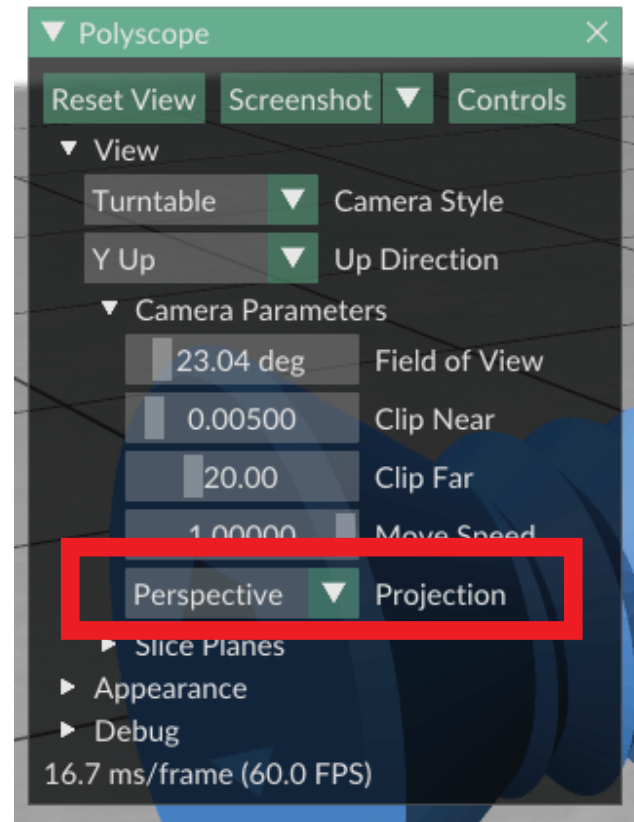 Polyscope
Reset View Screenshot Controls
View
Turntable Camera Style
Y Up Up Direction
Camera Parameters
23.04 deg Field of View
0.00500 Clip Near
20.00 Clip Far
1.00000 Move Speed
Perspective Projection
Slice Planes
Appearance
Debug
16.7 ms/frame (60.0 FPS)